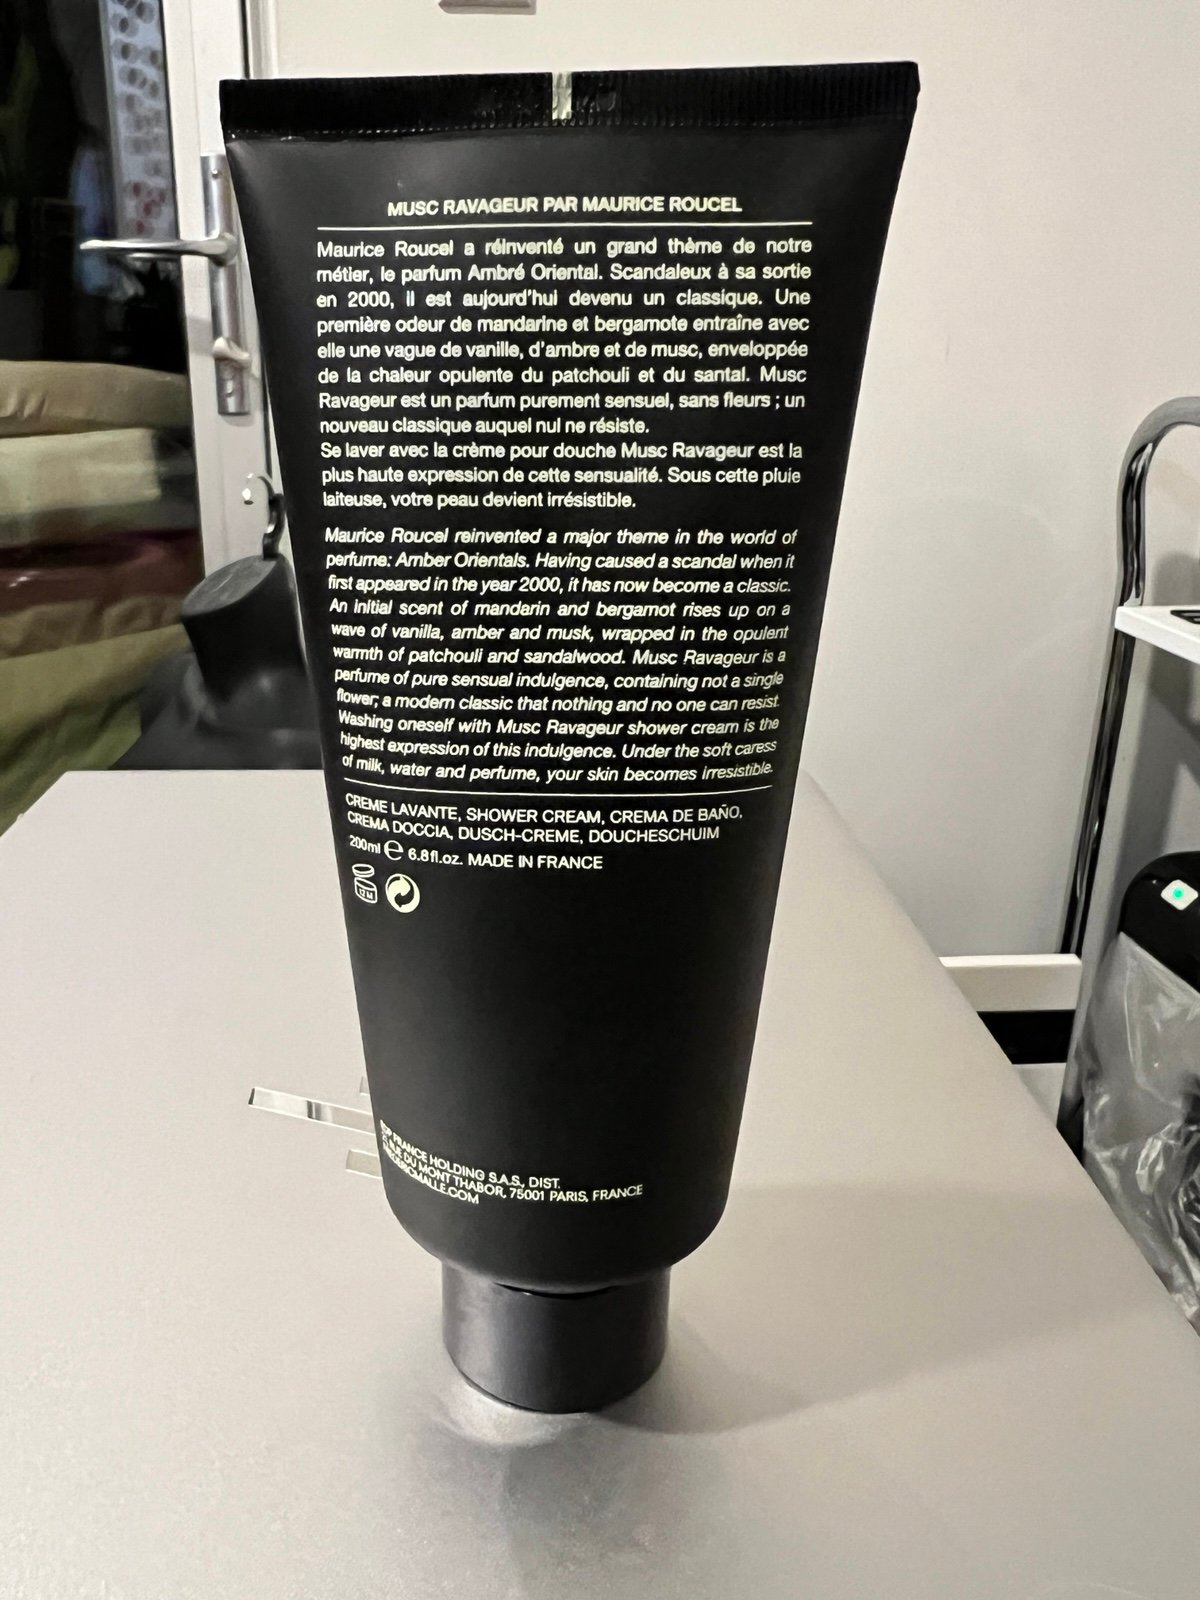 MUSC RAVAGEUR PAR MAURICE ROUCEL
Maurice Roucel a réinventé un grand thème de notre
métier, le parfum Ambré Oriental. Scandaleux à sa sortie
en 2000, il est aujourd'hui devenu un classique. Une
première odeur de mandarine et bergamote entraîne avec
elle une vague de vanille, d'ambre et de musc, enveloppée
de la chaleur opulente du patchouli et du santal. Musc
Ravageur est un parfum purement sensuel, sans fleurs ; un
nouveau classique auquel nul ne résiste.
Se laver avec la crème pour douche Musc Ravageur est la
plus haute expression de cette sensualité. Sous cette pluie
laiteuse, votre peau devient irrésistible.
Maurice Roucel reinvented a major theme in the world of
perfume: Amber Orientals. Having caused a scandal when it
first appeared in the year 2000, it has now become a classic.
An initial scent of mandarin and bergamot rises up on a
wave of vanilla, amber and musk, wrapped in the opulent
warmth of patchouli and sandalwood. Musc Ravageur is a
perfume of pure sensual indulgence, containing not a single
flower; a modern classic that nothing and no one can resist.
Washing oneself with Musc Ravageur shower cream is the
highest expression of this indulgence. Under the soft caress
of milk, water and perfume, your skin becomes irresistible.
CREME LAVANTE, SHOWER CREAM, CREMA DE BAÑO,
CREMA DOCCIA, DUSCH-CREME, DOUCHESCHUIM
200ml e 6.8fl.oz. MADE IN FRANCE
12M
FRANCE HOLDING S.A.S., DIST.
RUE DU MONT THABOR, 75001 PARIS, FRANCE